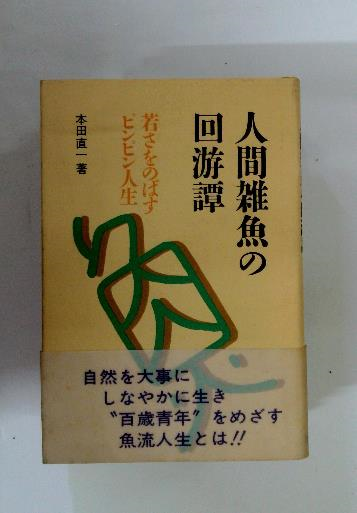 人間雑魚の
回游譚
若さをのばす
ピンピン人生
本田直一著
自然を大事に
しなやかに生き
〝百歳青年〟をめざす
魚流人生とは!!